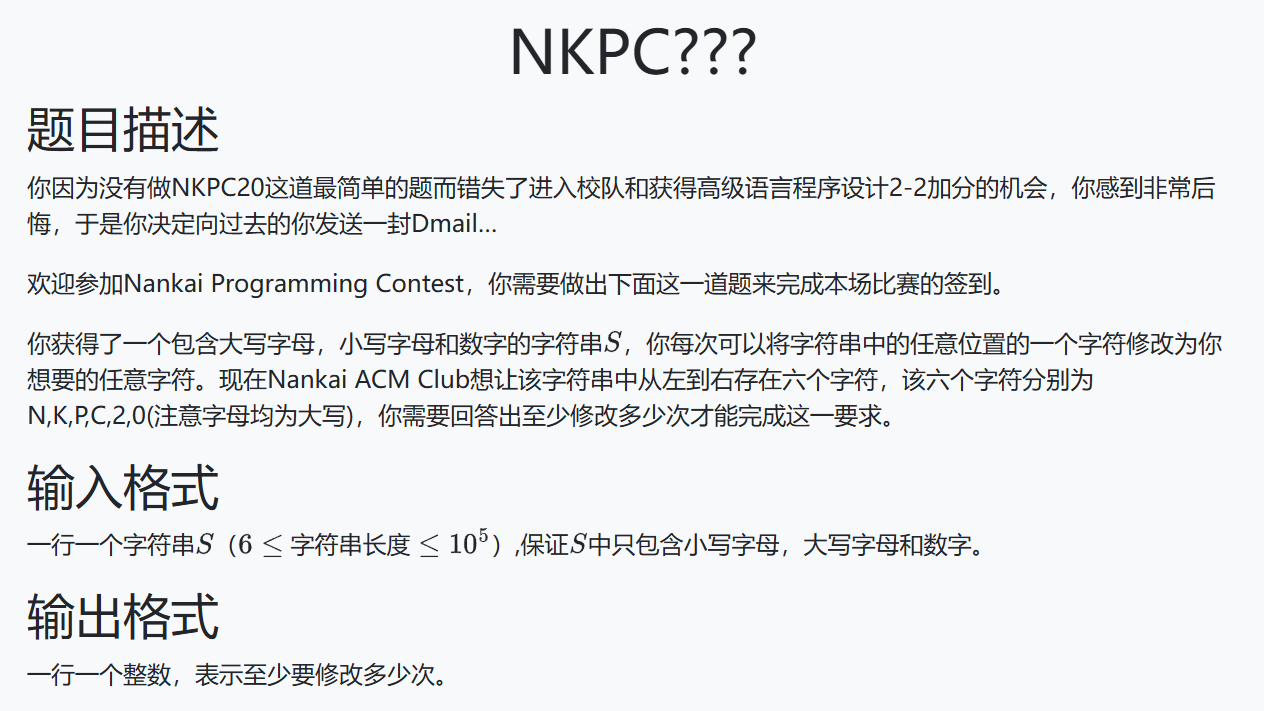 NKPC???
题目描述
你因为没有做NKPC20这道最简单的题而错失了进入校队和获得高级语言程序设计2-2加分的机会，你感到非常后
悔，于是你决定向过去的你发送一封Dmail...
欢迎参加Nankai Programming Contest，你需要做出下面这一道题来完成本场比赛的签到。
你获得了一个包含大写字母，小写字母和数字的字符串S，你每次可以将字符串中的任意位置的一个字符修改为你
想要的任意字符。现在Nankai ACM Club想让该字符串中从左到右存在六个字符，该六个字符分别为
N,K,P,C,2,0(注意字母均为大写)，你需要回答出至少修改多少次才能完成这一要求。
输入格式
一行一个字符串S（6 ≤ 字符串长度 ≤ 10⁵）,保证S中只包含小写字母，大写字母和数字。
输出格式
一行一个整数，表示至少要修改多少次。